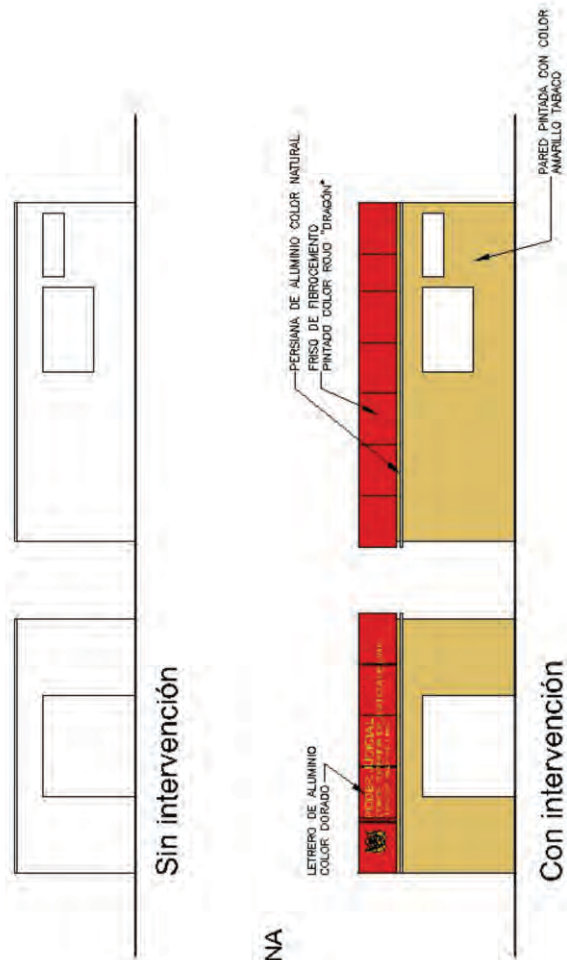 Sin intervención
PERSIANA DE ALUMINIO COLOR NATURAL
FRISO DE FIBROCEMENTO
PINTADO COLOR ROJO "DRAGÓN"
LETRERO DE ALUMINIO
COLOR DORADO
PODER JUDICIAL
PARED PINTADA CON COLOR
AMARILLO TABACO
Con intervención
NA